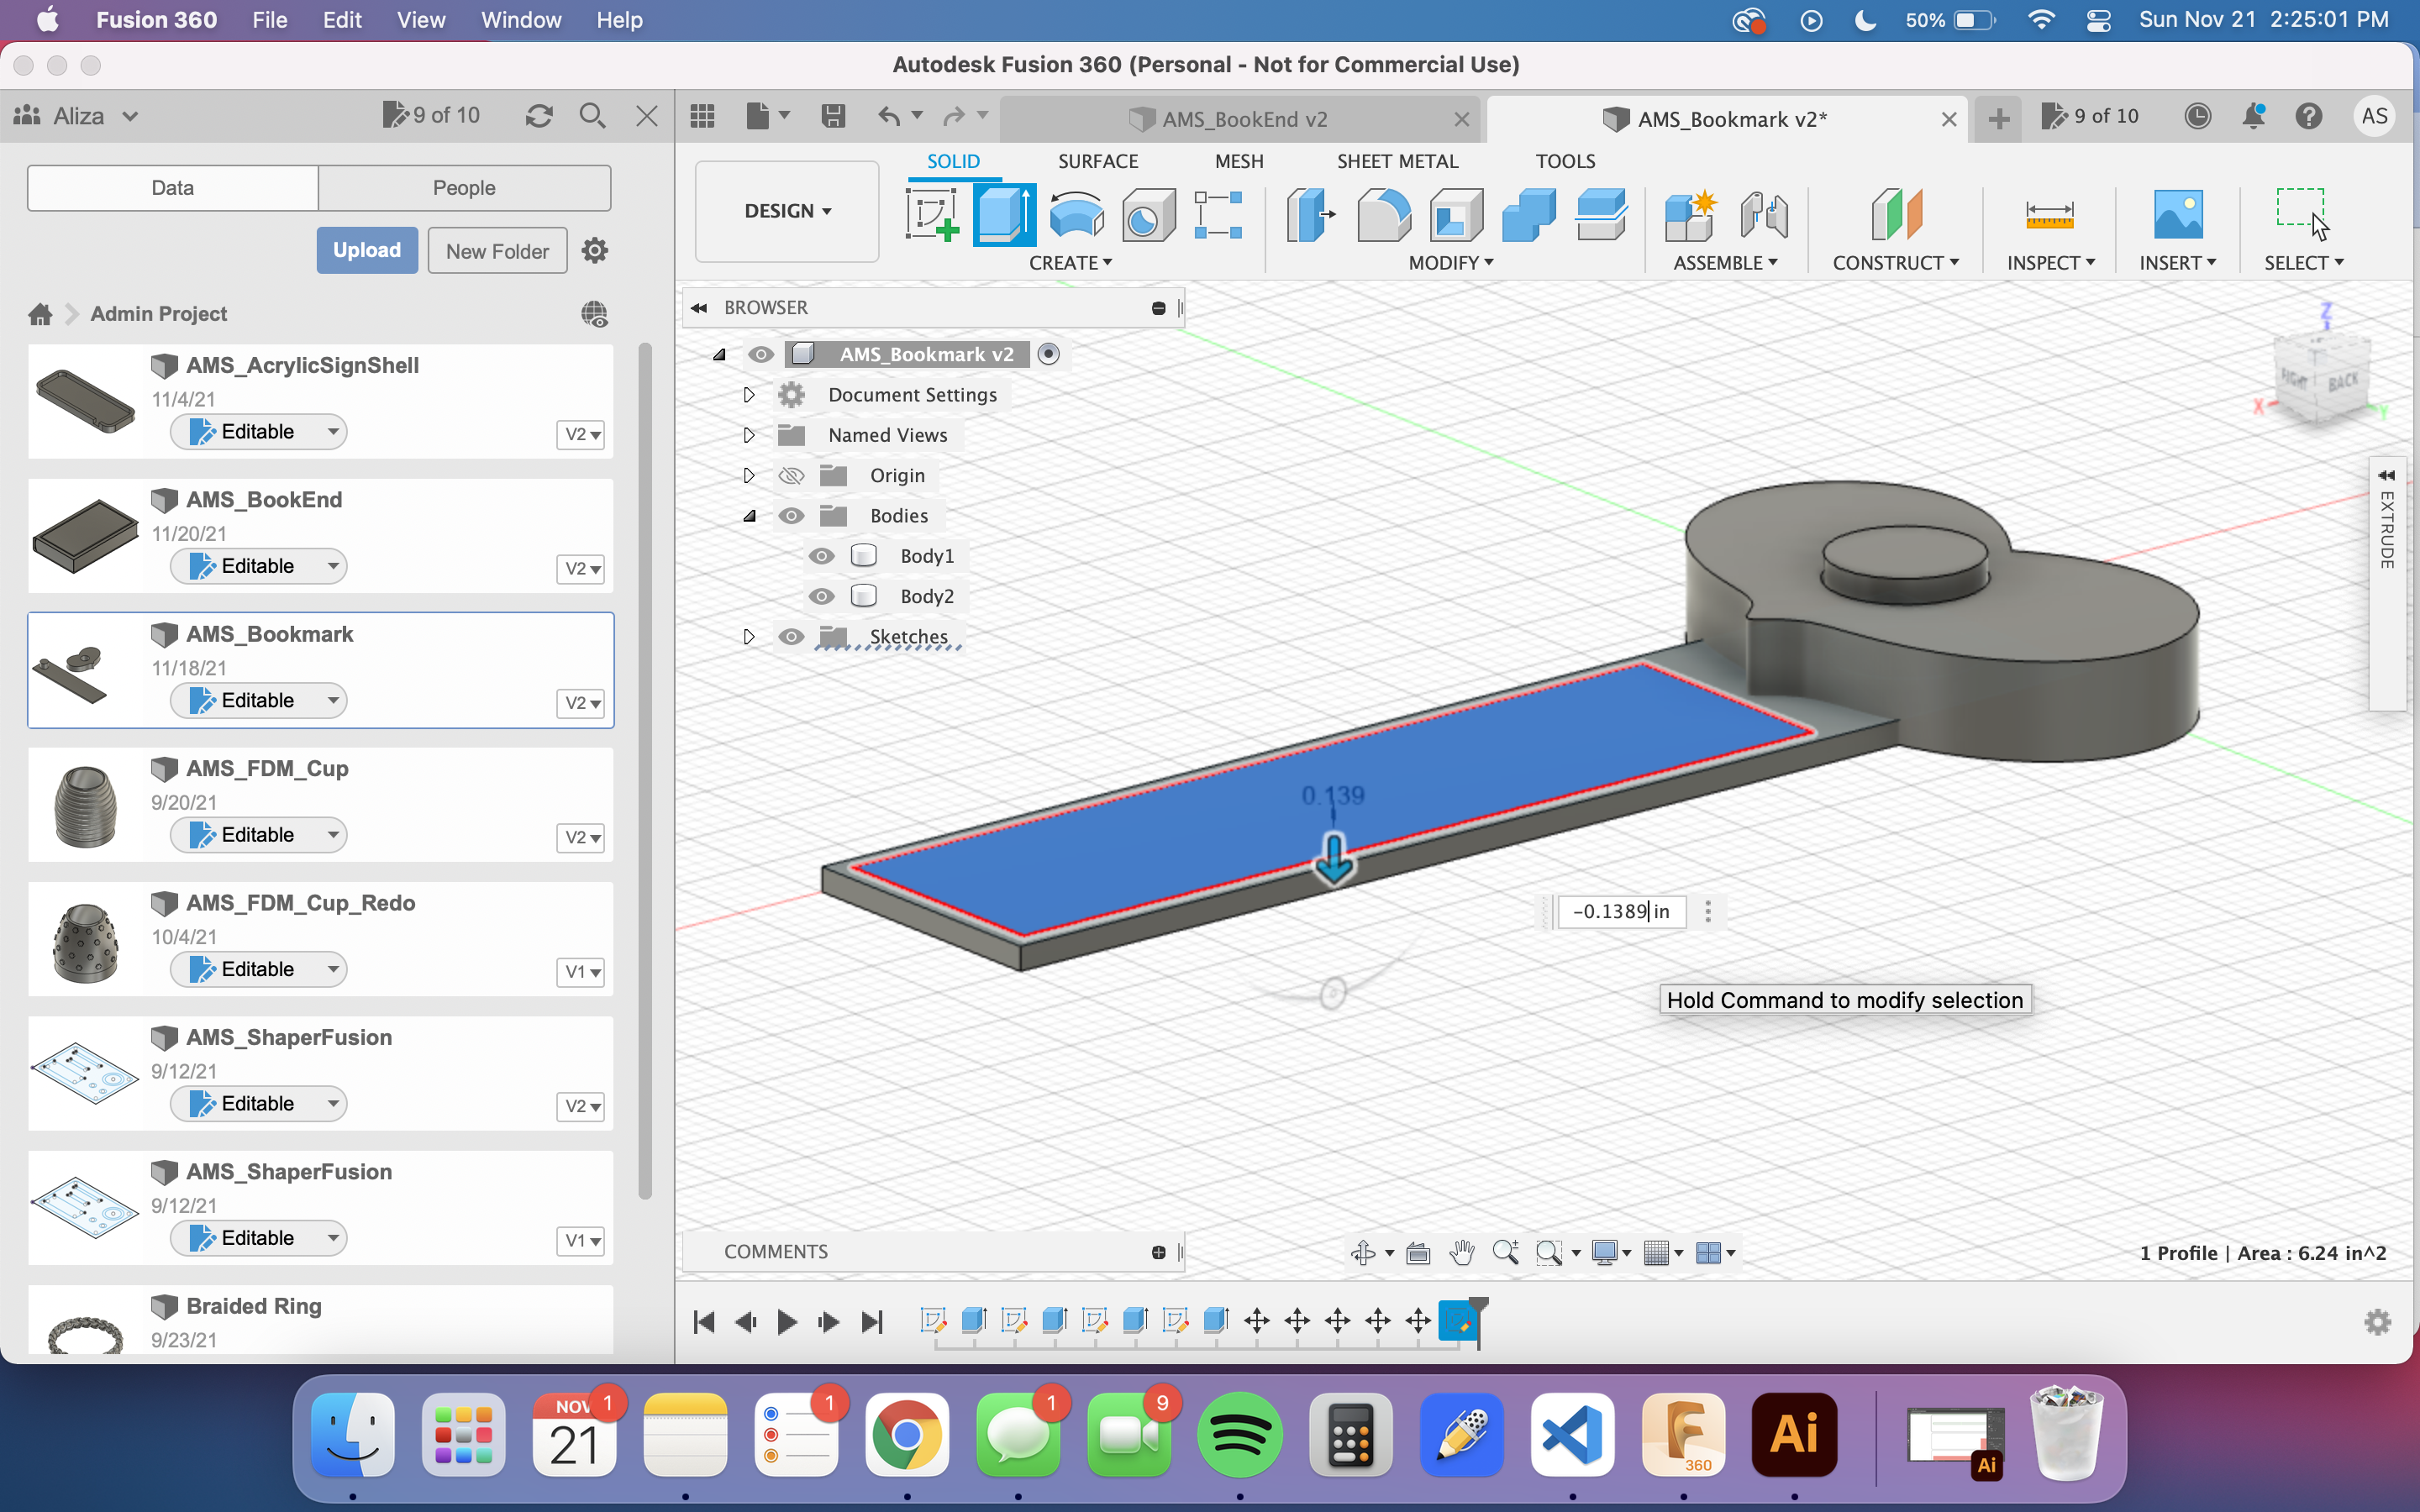 Fusion 360 File Edit View Window Help 50% Sun Nov 21 2:25:01 PM
Autodesk Fusion 360 (Personal - Not for Commercial Use)
Aliza 9 of 10
AMS_BookEnd v2 AMS_Bookmark v2* 9 of 10 AS
Data People
Upload New Folder
Admin Project
AMS_AcrylicSignShell
11/4/21
Editable V2
AMS_BookEnd
11/20/21
Editable V2
AMS_Bookmark
11/18/21
Editable V2
AMS_FDM_Cup
9/20/21
Editable V2
AMS_FDM_Cup_Redo
10/4/21
Editable V1
AMS_ShaperFusion
9/12/21
Editable V2
AMS_ShaperFusion
9/12/21
Editable V1
Braided Ring
9/23/21
SOLID SURFACE MESH SHEET METAL TOOLS
DESIGN
CREATE MODIFY ASSEMBLE CONSTRUCT INSPECT INSERT SELECT
BROWSER
AMS_Bookmark v2
Document Settings
Named Views
Origin
Bodies
Body1
Body2
Sketches
Z
BACK
X Y
EXTRUDE
0.139
-0.1389 in
Hold Command to modify selection
COMMENTS
1 Profile | Area : 6.24 in^2
NOV 1 1 1 9
21
360
Ai
Ai